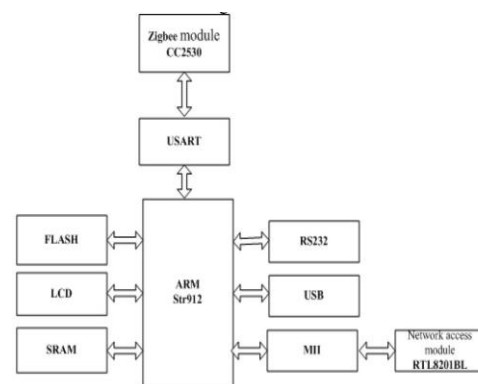 Zigbee module
CC2530
USART
FLASH
LCD
SRAM
ARM
Str912
RS232
USB
MII
Network access
module
RTL8201BL